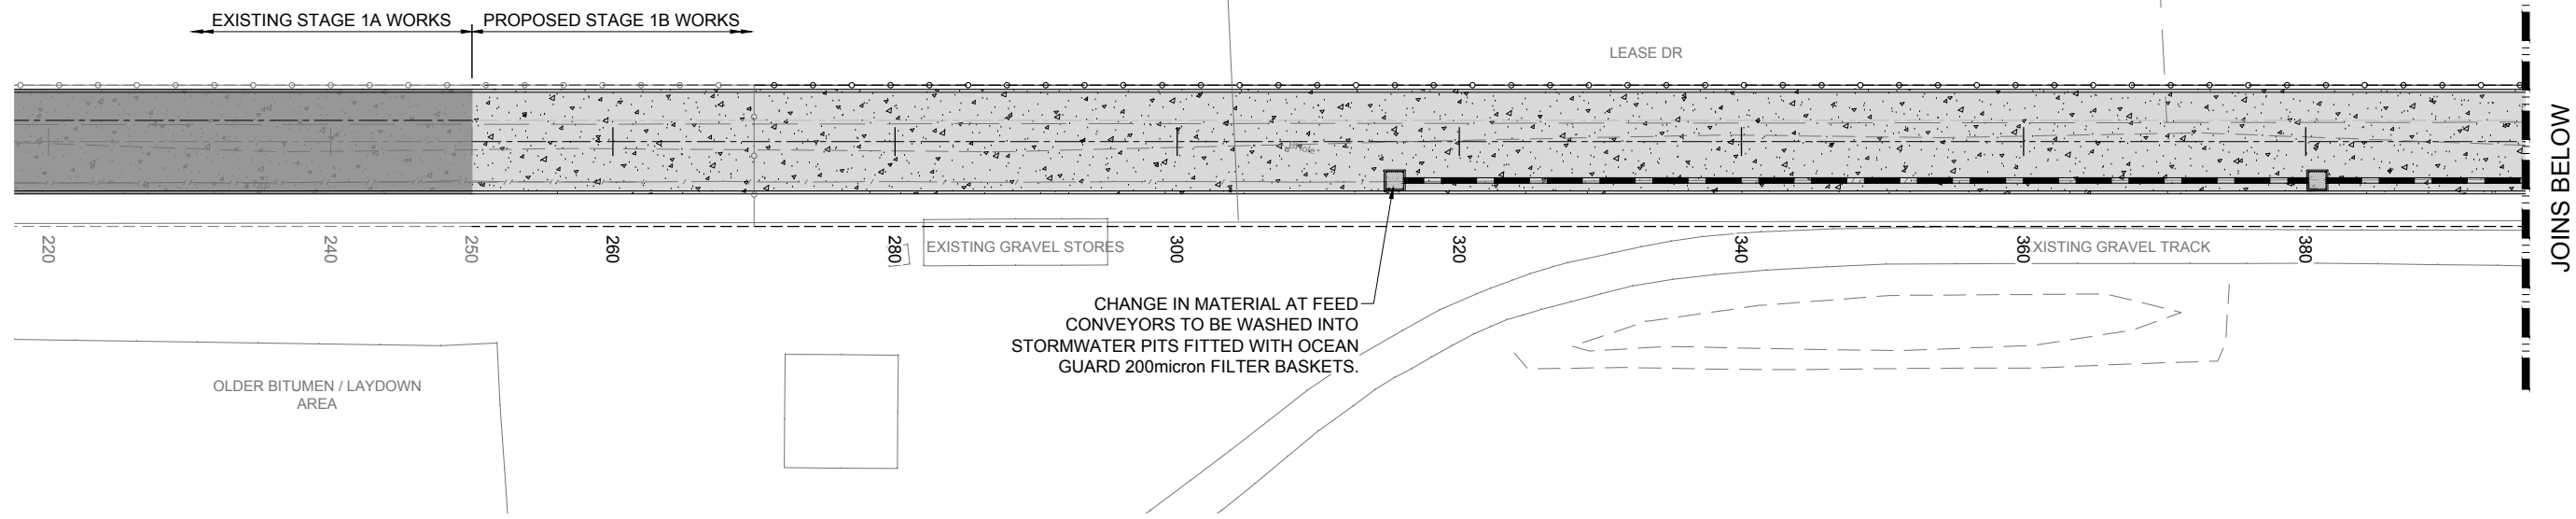 EXISTING STAGE 1A WORKS
PROPOSED STAGE 1B WORKS
LEASE DR
JOINS BELOW
220
240
250
260
280
300
320
340
360
380
EXISTING GRAVEL STORES
XISTING GRAVEL TRACK
CHANGE IN MATERIAL AT FEED
CONVEYORS TO BE WASHED INTO
STORMWATER PITS FITTED WITH OCEAN
GUARD 200micron FILTER BASKETS.
OLDER BITUMEN / LAYDOWN
AREA